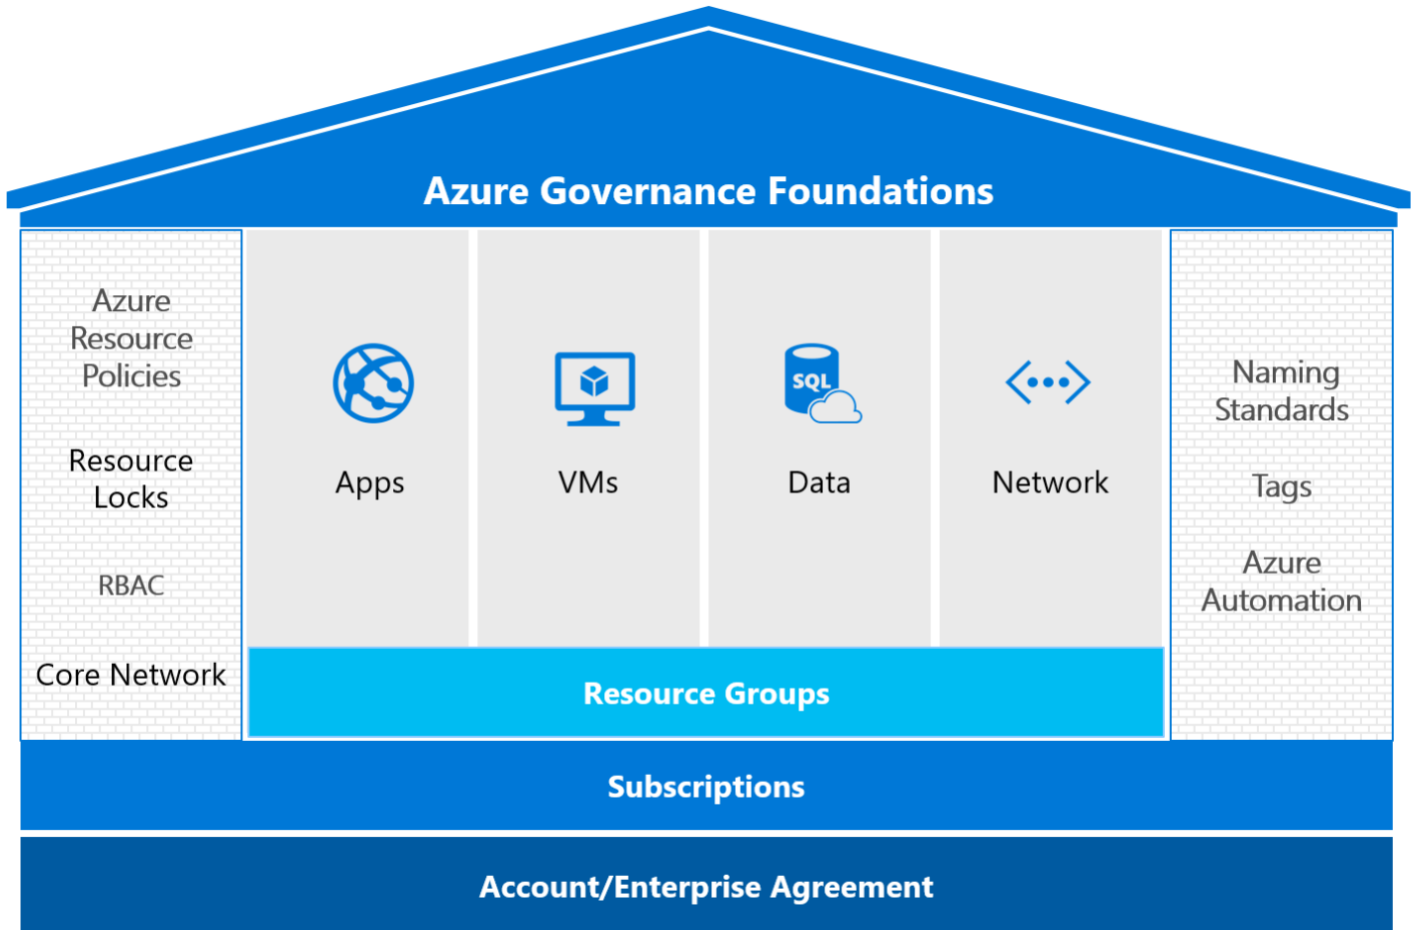 Azure Governance Foundations
Azure
Resource
Policies
Resource
Locks
RBAC
Core Network
Apps
VMs
SQL
Data
Network
Naming
Standards
Tags
Azure
Automation
Resource Groups
Subscriptions
Account/Enterprise Agreement